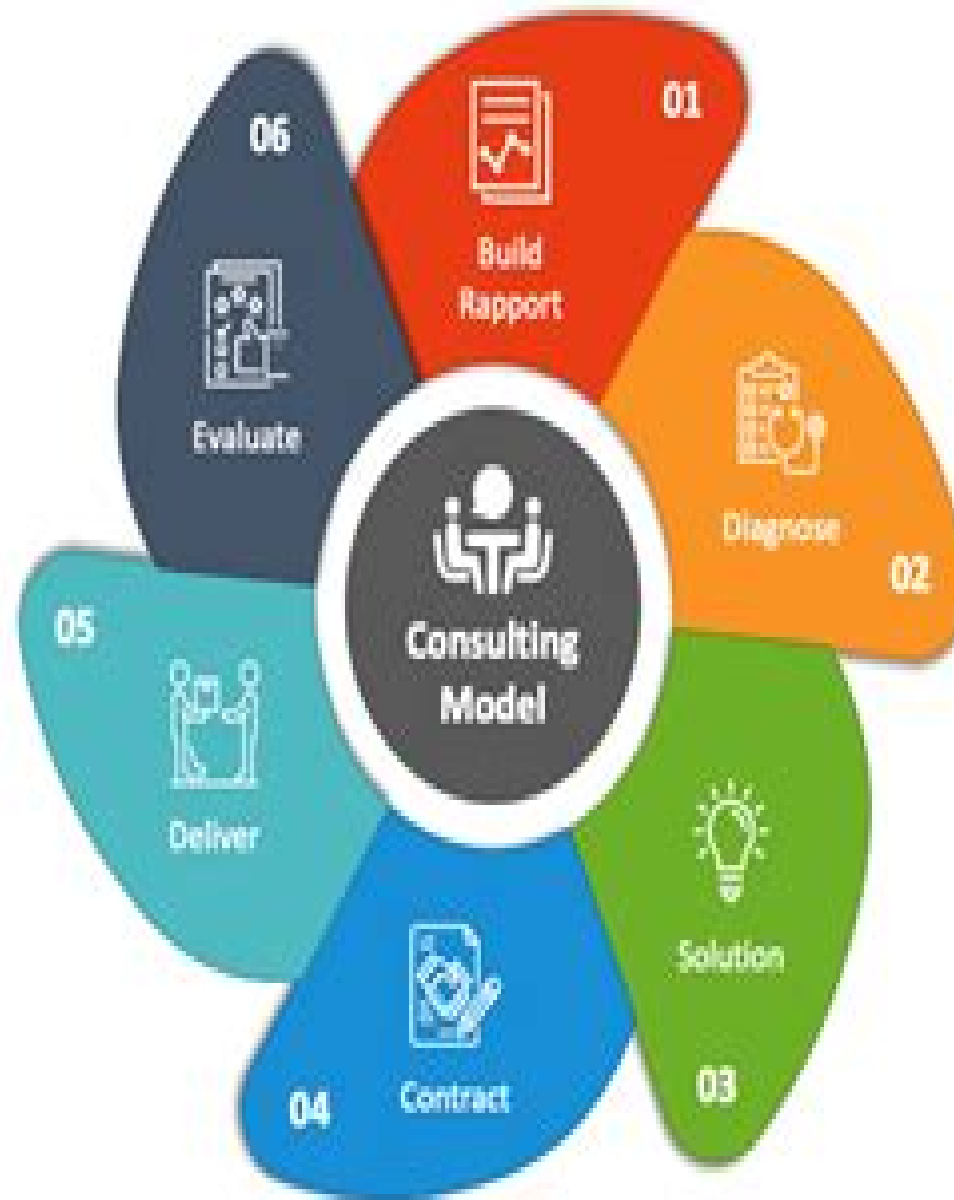 01
Build
Rapport
Diagnose
02
Solution
03
Contract
04
Deliver
05
Evaluate
06
Consulting
Model